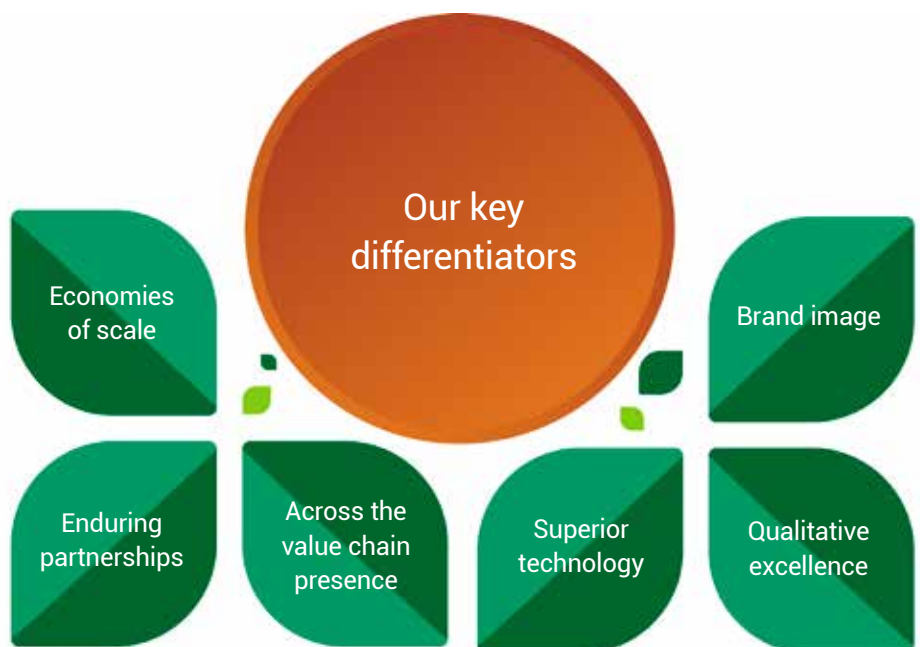 Our key
differentiators
Economies
of scale
Brand image
Enduring
partnerships
Across the
value chain
presence
Superior
technology
Qualitative
excellence